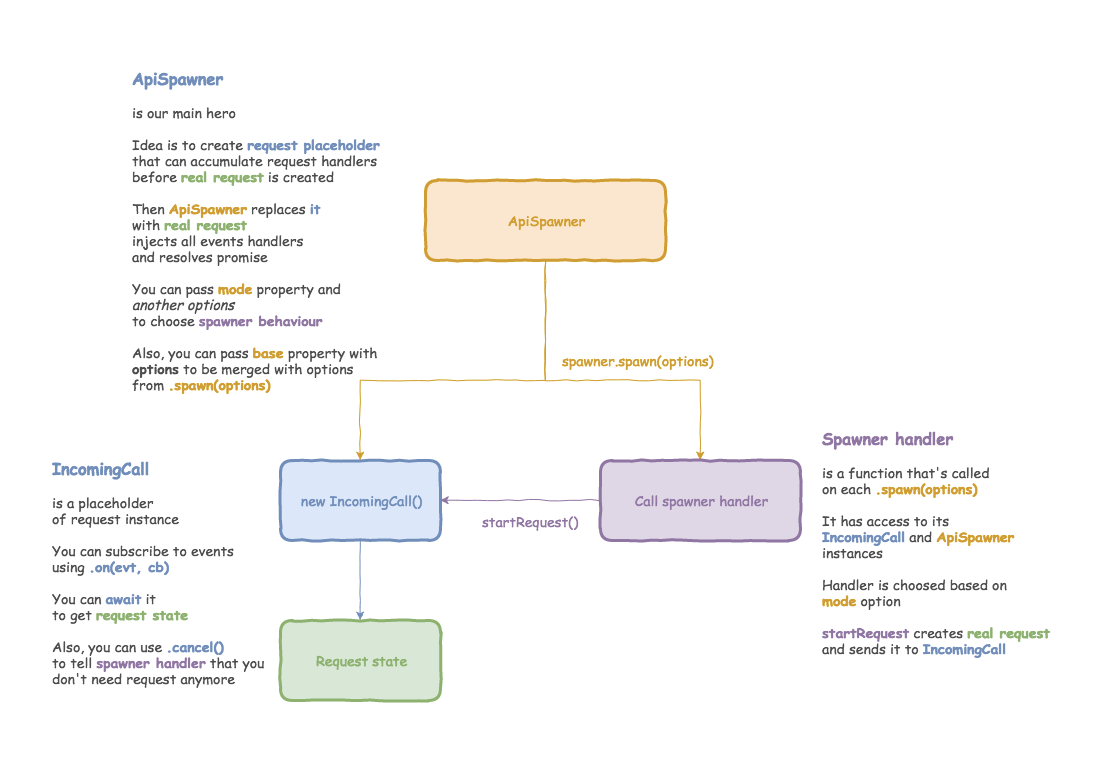 ApiSpawner
is our main hero
Idea is to create request placeholder
that can accumulate request handlers
before real request is created
Then ApiSpawner replaces it
with real request
injects all events handlers
and resolves promise
You can pass mode property and
another options
to choose spawner behaviour
Also, you can pass base property with
options to be merged with options
from .spawn(options)
ApiSpawner
spawner.spawn(options)
IncomingCall
is a placeholder
of request instance
You can subscribe to events
using .on(evt, cb)
You can await it
to get request state
Also, you can use .cancel()
to tell spawner handler that you
don't need request anymore
new IncomingCall()
startRequest()
Call spawner handler
Request state
Spawner handler
is a function that's called
on each .spawn(options)
It has access to its
IncomingCall and ApiSpawner
instances
Handler is choosed based on
mode option
startRequest creates real request
and sends it to IncomingCall